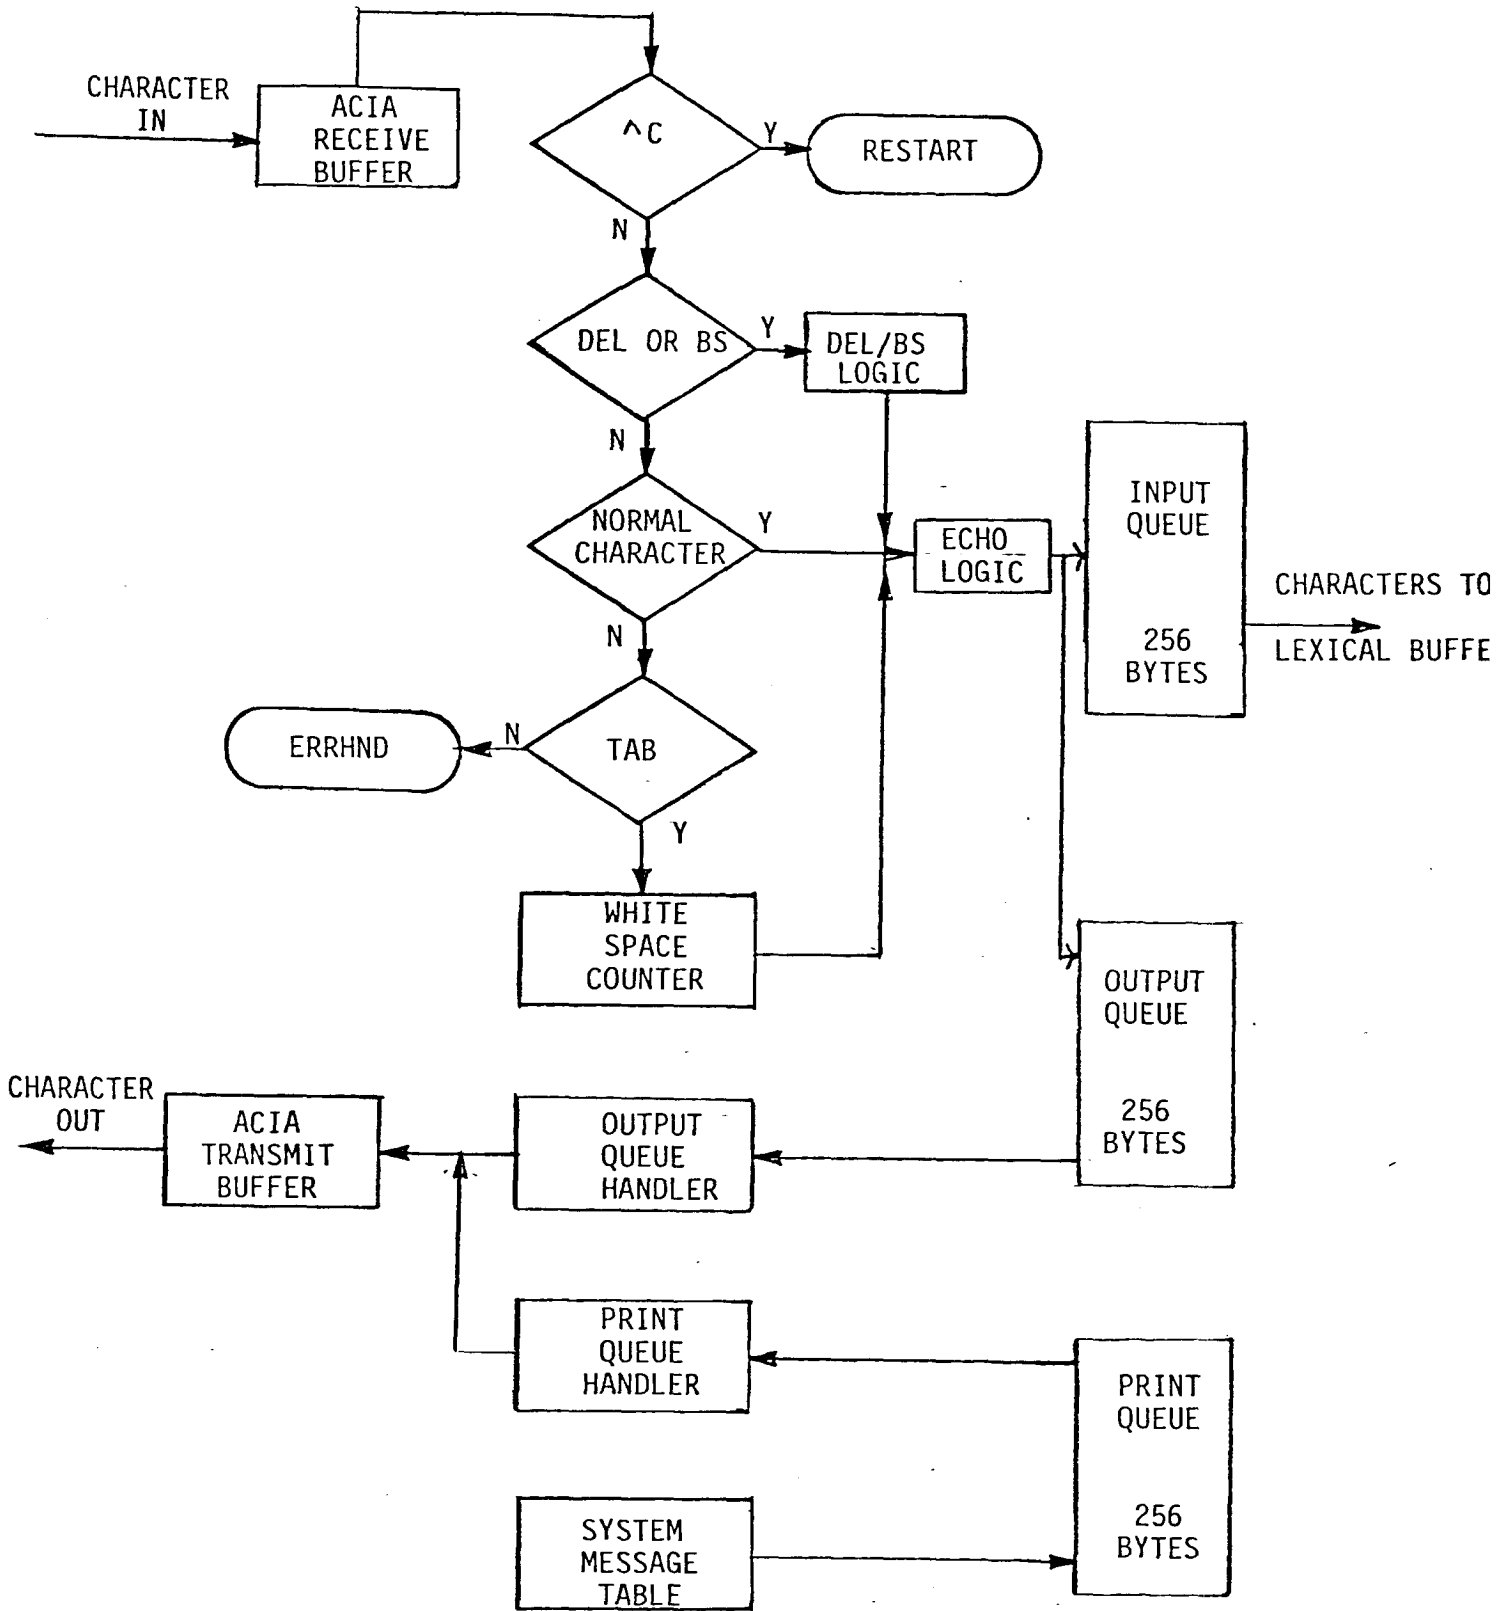 CHARACTER
IN
ACIA
RECEIVE
BUFFER
^C
Y
RESTART
N
DEL OR BS
Y
DEL/BS
LOGIC
N
NORMAL
CHARACTER
Y
ECHO
LOGIC
INPUT
QUEUE
256
BYTES
CHARACTERS TO
LEXICAL BUFFE
N
TAB
N
ERRHND
Y
WHITE
SPACE
COUNTER
OUTPUT
QUEUE
256
BYTES
CHARACTER
OUT
ACIA
TRANSMIT
BUFFER
OUTPUT
QUEUE
HANDLER
PRINT
QUEUE
HANDLER
PRINT
QUEUE
256
BYTES
SYSTEM
MESSAGE
TABLE